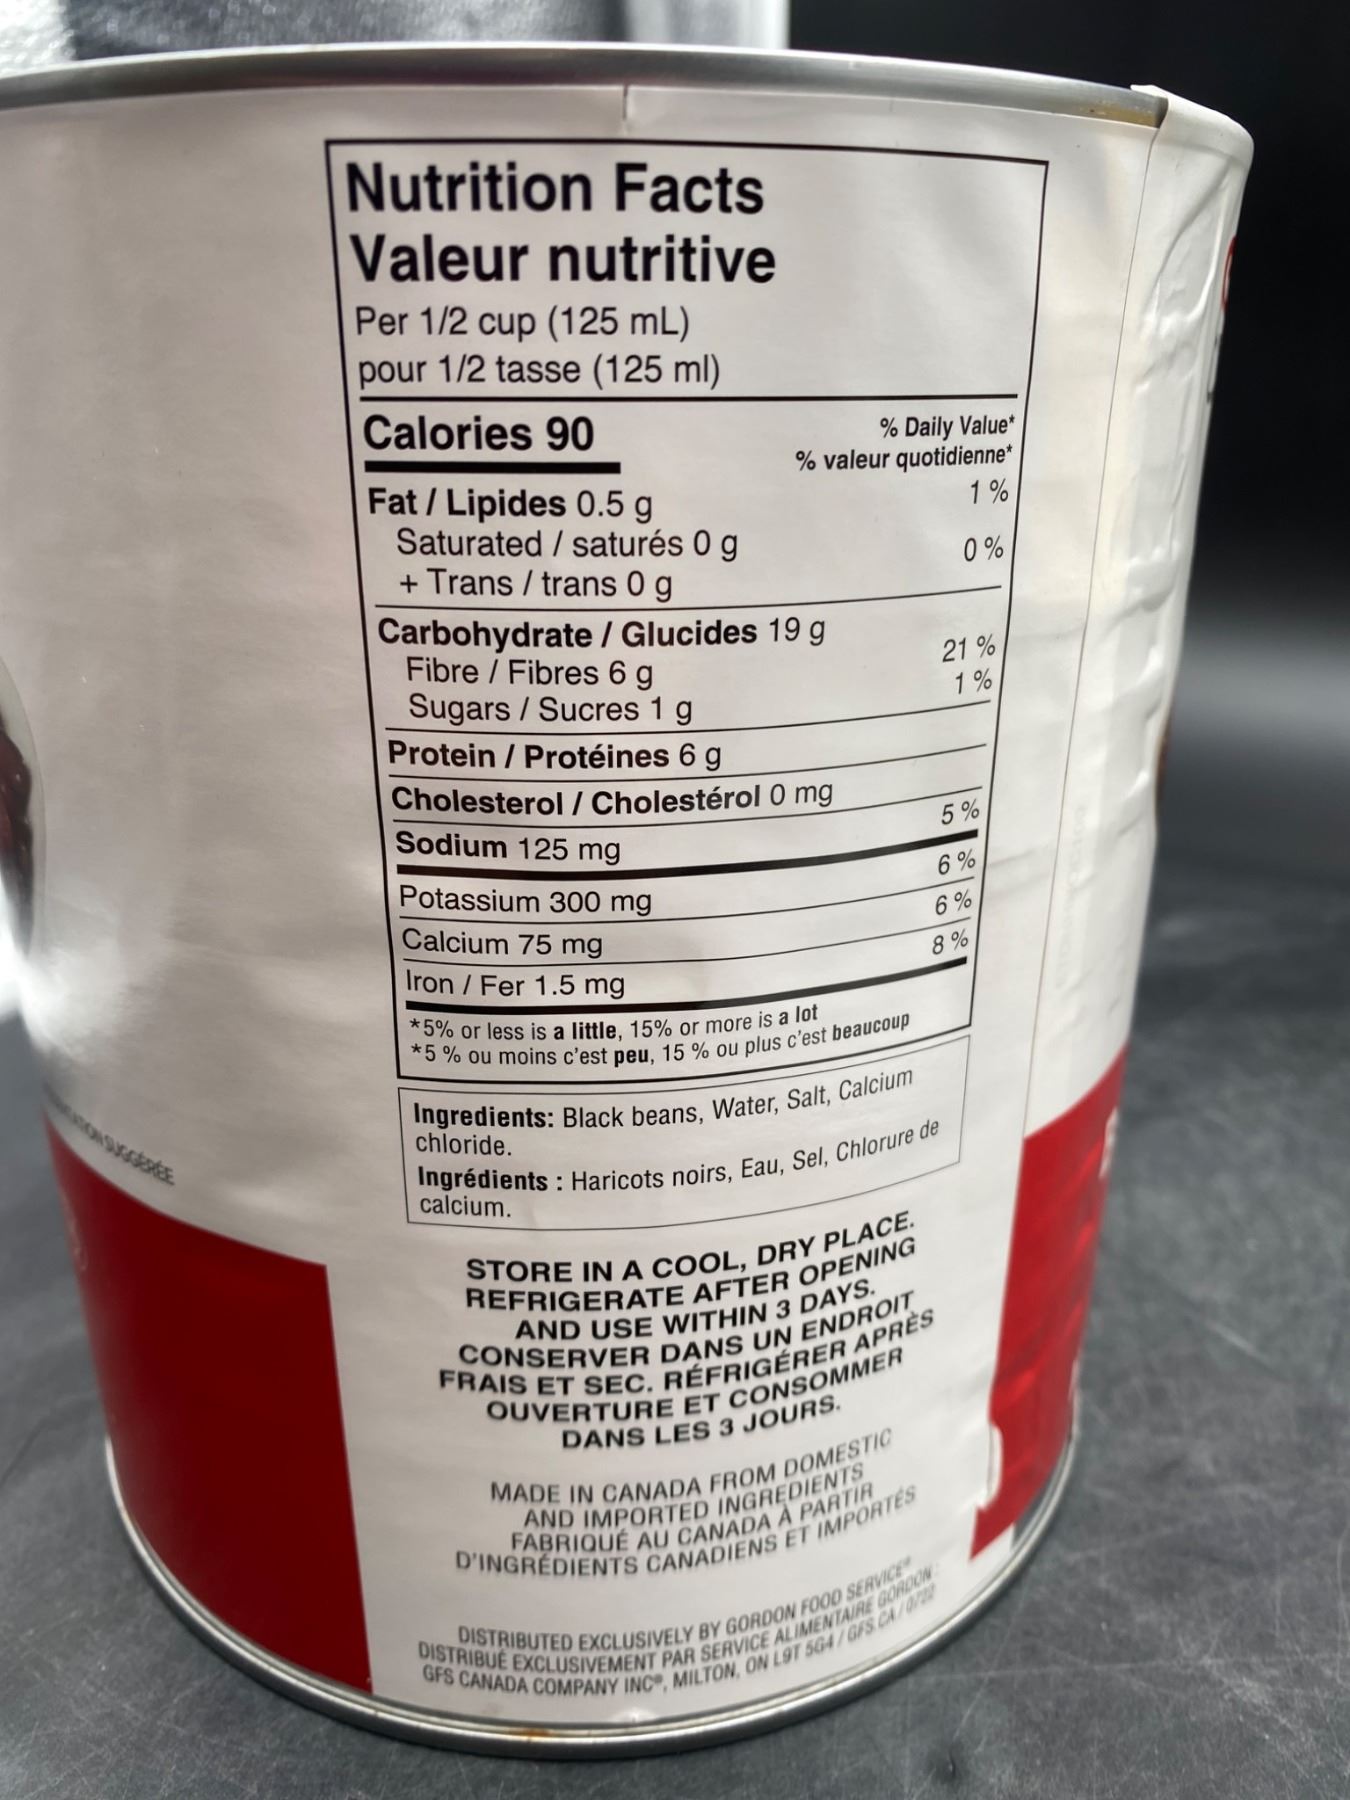 Nutrition Facts
Valeur nutritive
Per 1/2 cup (125 mL)
pour 1/2 tasse (125 ml)
Calories 90
% Daily Value*
% valeur quotidienne*
Fat / Lipides 0.5 g 1 %
Saturated / saturés 0 g 0 %
+ Trans / trans 0 g
Carbohydrate / Glucides 19 g
Fibre / Fibres 6 g 21 %
Sugars / Sucres 1 g 1 %
Protein / Protéines 6 g
Cholesterol / Cholestérol 0 mg
Sodium 125 mg 5 %
Potassium 300 mg 6 %
Calcium 75 mg 6 %
Iron / Fer 1.5 mg 8 %
*5% or less is a little, 15% or more is a lot
*5 % ou moins c'est peu, 15 % ou plus c'est beaucoup
Ingredients: Black beans, Water, Salt, Calcium
chloride.
Ingrédients : Haricots noirs, Eau, Sel, Chlorure de
calcium.
SUGGÉRÉE
STORE IN A COOL, DRY PLACE.
REFRIGERATE AFTER OPENING
AND USE WITHIN 3 DAYS.
CONSERVER DANS UN ENDROIT
FRAIS ET SEC. RÉFRIGÉRER APRÈS
OUVERTURE ET CONSOMMER
DANS LES 3 JOURS.
MADE IN CANADA FROM DOMESTIC
AND IMPORTED INGREDIENTS
FABRIQUÉ AU CANADA À PARTIR
D'INGRÉDIENTS CANADIENS ET IMPORTÉS
DISTRIBUTED EXCLUSIVELY BY GORDON FOOD SERVICE®
DISTRIBUÉ EXCLUSIVEMENT PAR SERVICE ALIMENTAIRE GORDON :
GFS CANADA COMPANY INC®, MILTON, ON L9T 5G4 / GFS.CA / 0722